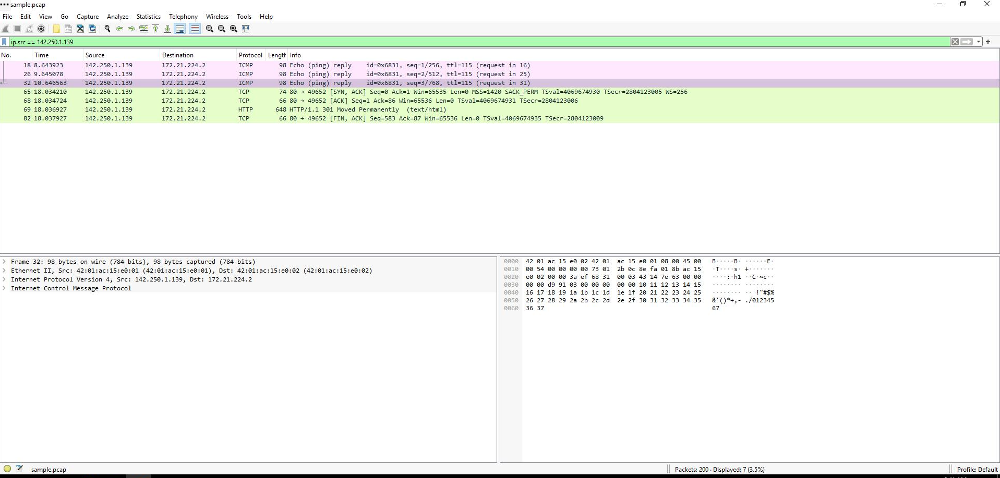 sample.pcap
File Edit View Go Capture Analyze Statistics Telephony Wireless Tools Help
ip.src == 142.250.1.139
No. Time Source Destination Protocol Length Info
18 8.643923 142.250.1.139 172.21.224.2 ICMP 98 Echo (ping) reply id=0x6831, seq=1/256, ttl=115 (request in 16)
26 9.645078 142.250.1.139 172.21.224.2 ICMP 98 Echo (ping) reply id=0x6831, seq=2/512, ttl=115 (request in 25)
32 10.646563 142.250.1.139 172.21.224.2 ICMP 98 Echo (ping) reply id=0x6831, seq=3/768, ttl=115 (request in 31)
65 18.034210 142.250.1.139 172.21.224.2 TCP 74 80 → 49652 [SYN, ACK] Seq=0 Ack=1 Win=65535 Len=0 MSS=1420 SACK_PERM TSval=4069674930 TSecr=2804123005 WS=256
68 18.034724 142.250.1.139 172.21.224.2 TCP 66 80 → 49652 [ACK] Seq=1 Ack=86 Win=65536 Len=0 TSval=4069674931 TSecr=2804123006
69 18.036927 142.250.1.139 172.21.224.2 HTTP 648 HTTP/1.1 301 Moved Permanently (text/html)
82 18.037927 142.250.1.139 172.21.224.2 TCP 66 80 → 49652 [FIN, ACK] Seq=583 Ack=87 Win=65536 Len=0 TSval=4069674935 TSecr=2804123009
Frame 32: 98 bytes on wire (784 bits), 98 bytes captured (784 bits)
Ethernet II, Src: 42:01:ac:15:e0:01 (42:01:ac:15:e0:01), Dst: 42:01:ac:15:e0:02 (42:01:ac:15:e0:02)
Internet Protocol Version 4, Src: 142.250.1.139, Dst: 172.21.224.2
Internet Control Message Protocol
0000 42 01 ac 15 e0 02 42 01 ac 15 e0 01 08 00 45 00 B·····B· ······E·
0010 00 54 00 00 00 00 73 01 2b 0c 8e fa 01 8b ac 15 ·T····s· +·······
0020 e0 02 00 00 3a ef 68 31 00 03 43 14 7e 63 00 00 ····:·h1 ··C·~c··
0030 00 00 d9 91 03 00 00 00 00 00 10 11 12 13 14 15 ········ ········
0040 16 17 18 19 1a 1b 1c 1d 1e 1f 20 21 22 23 24 25 ········ ·· !"#$%
0050 26 27 28 29 2a 2b 2c 2d 2e 2f 30 31 32 33 34 35 &'()*+,- ./012345
0060 36 37 67
sample.pcap
Packets: 200 · Displayed: 7 (3.5%)
Profile: Default